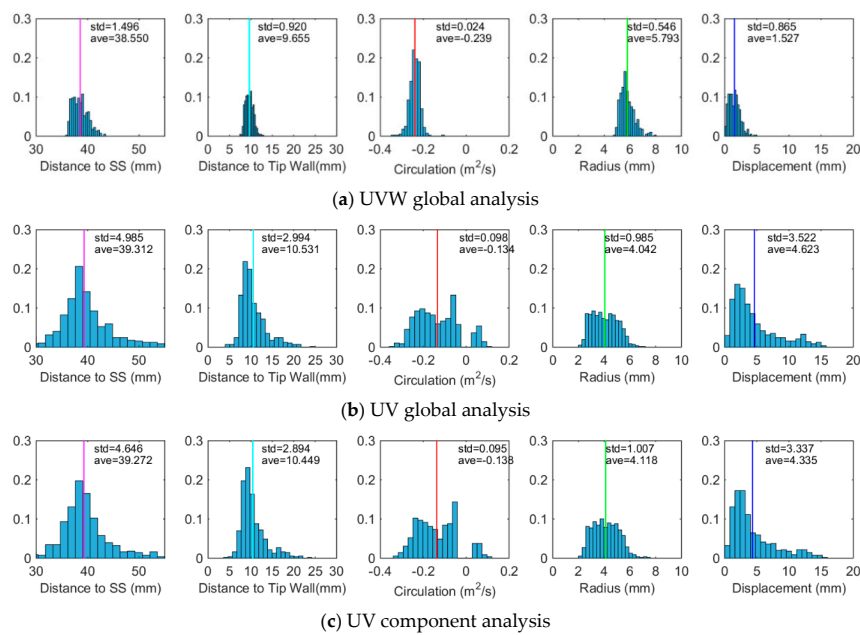 0.3
0.2
0.1
0
std=1.496
ave=38.550
30 40 50
Distance to SS (mm)
0.3
0.2
0.1
0
std=0.920
ave=9.655
0 5 10 15 20 25 30
Distance to Tip Wall(mm)
0.3
0.2
0.1
0
std=0.024
ave=-0.239
-0.4 -0.2 0 0.2
Circulation (m²/s)
0.3
0.2
0.1
0
std=0.546
ave=5.793
0 2 4 6 8 10
Radius (mm)
0.3
0.2
0.1
0
std=0.865
ave=1.527
0 5 10 15 20
Displacement (mm)
(a) UVW global analysis
0.3
0.2
0.1
0
std=4.985
ave=39.312
30 40 50
Distance to SS (mm)
0.3
0.2
0.1
0
std=2.994
ave=10.531
0 5 10 15 20 25 30
Distance to Tip Wall(mm)
0.3
0.2
0.1
0
std=0.098
ave=-0.134
-0.4 -0.2 0 0.2
Circulation (m²/s)
0.3
0.2
0.1
0
std=0.985
ave=4.042
0 2 4 6 8 10
Radius (mm)
0.3
0.2
0.1
0
std=3.522
ave=4.623
0 5 10 15 20
Displacement (mm)
(b) UV global analysis
0.3
0.2
0.1
0
std=4.646
ave=39.272
30 40 50
Distance to SS (mm)
0.3
0.2
0.1
0
std=2.894
ave=10.449
0 5 10 15 20 25 30
Distance to Tip Wall(mm)
0.3
0.2
0.1
0
std=0.095
ave=-0.138
-0.4 -0.2 0 0.2
Circulation (m²/s)
0.3
0.2
0.1
0
std=1.007
ave=4.118
0 2 4 6 8 10
Radius (mm)
0.3
0.2
0.1
0
std=3.337
ave=4.335
0 5 10 15 20
Displacement (mm)
(c) UV component analysis